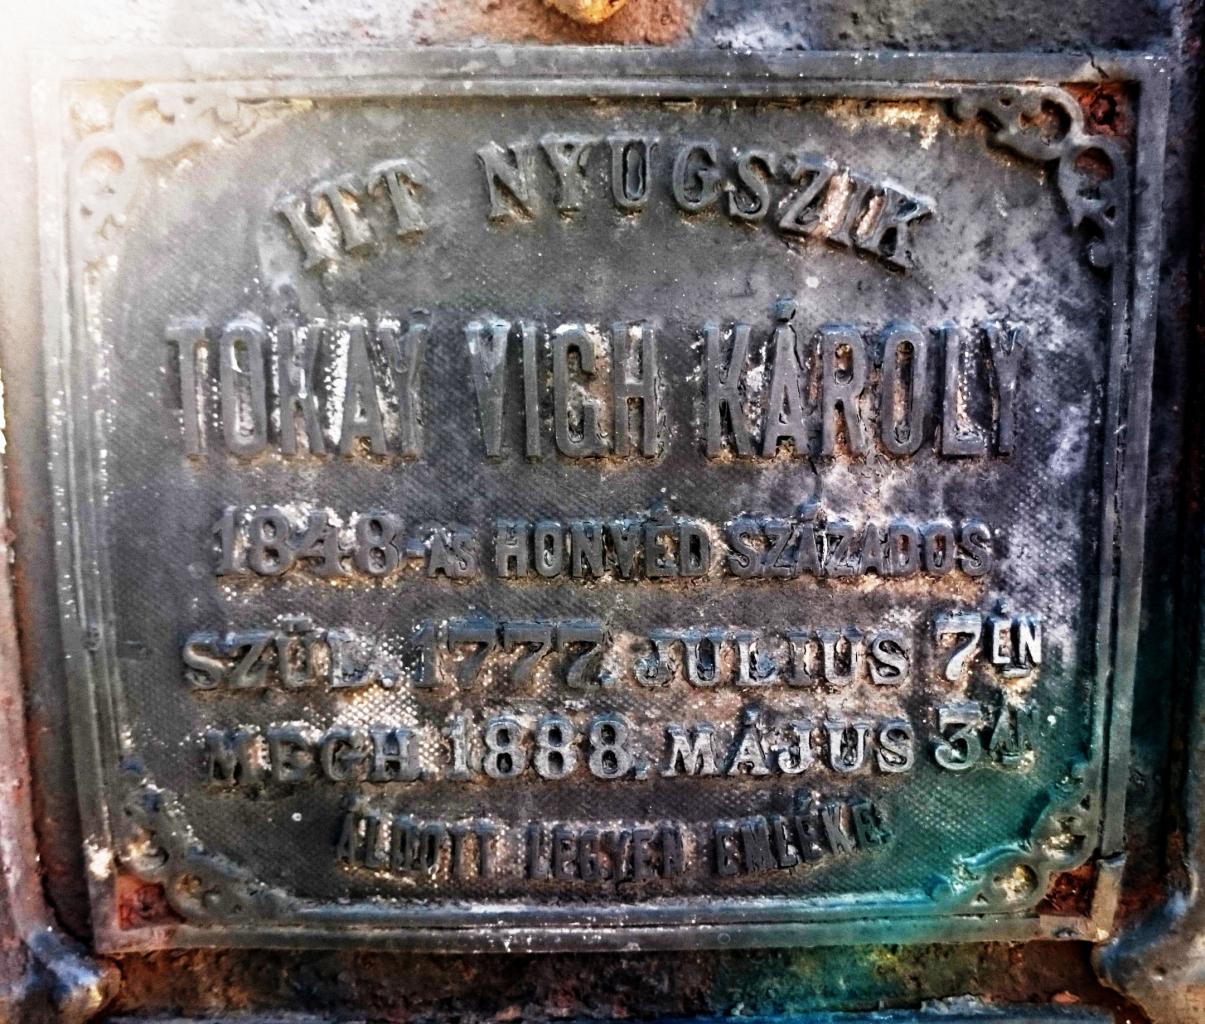 ITT NYUGSZIK
TOKAY VIGH KÁROLY
1848-AS HONVÉD SZÁZADOS
SZÜL. 1777. JULIUS 7ÉN
MEGH. 1888. MÁJUS 3ÁN
ÁLDOTT LEGYEN EMLÉKE.